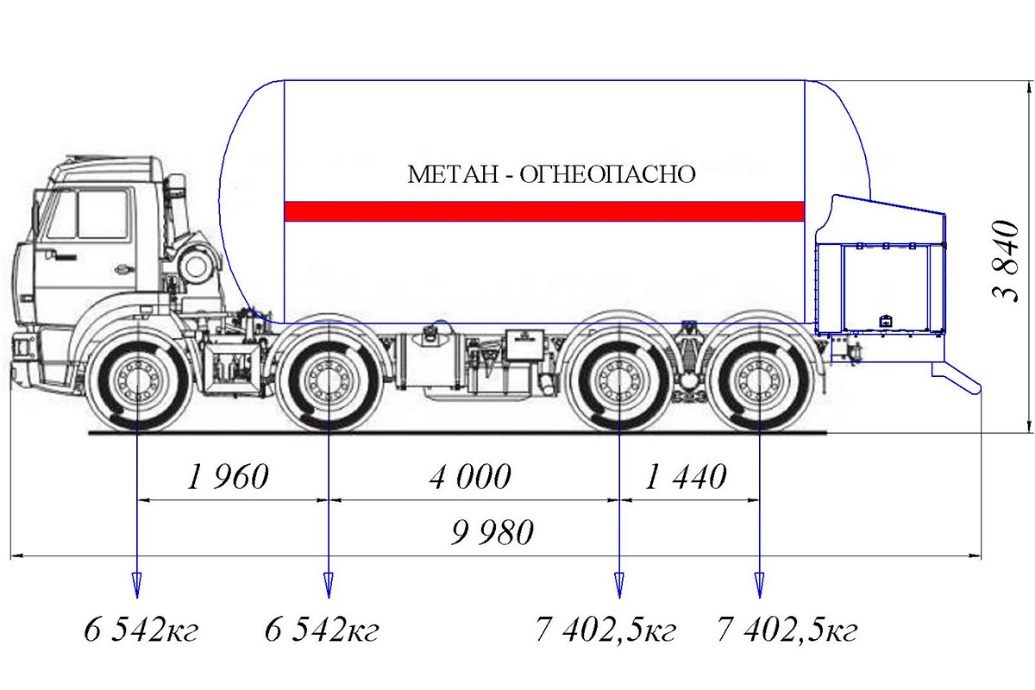 МЕТАН - ОГНЕОПАСНО
3 840
1 960
4 000
1 440
9 980
6 542кг
6 542кг
7 402,5кг
7 402,5кг